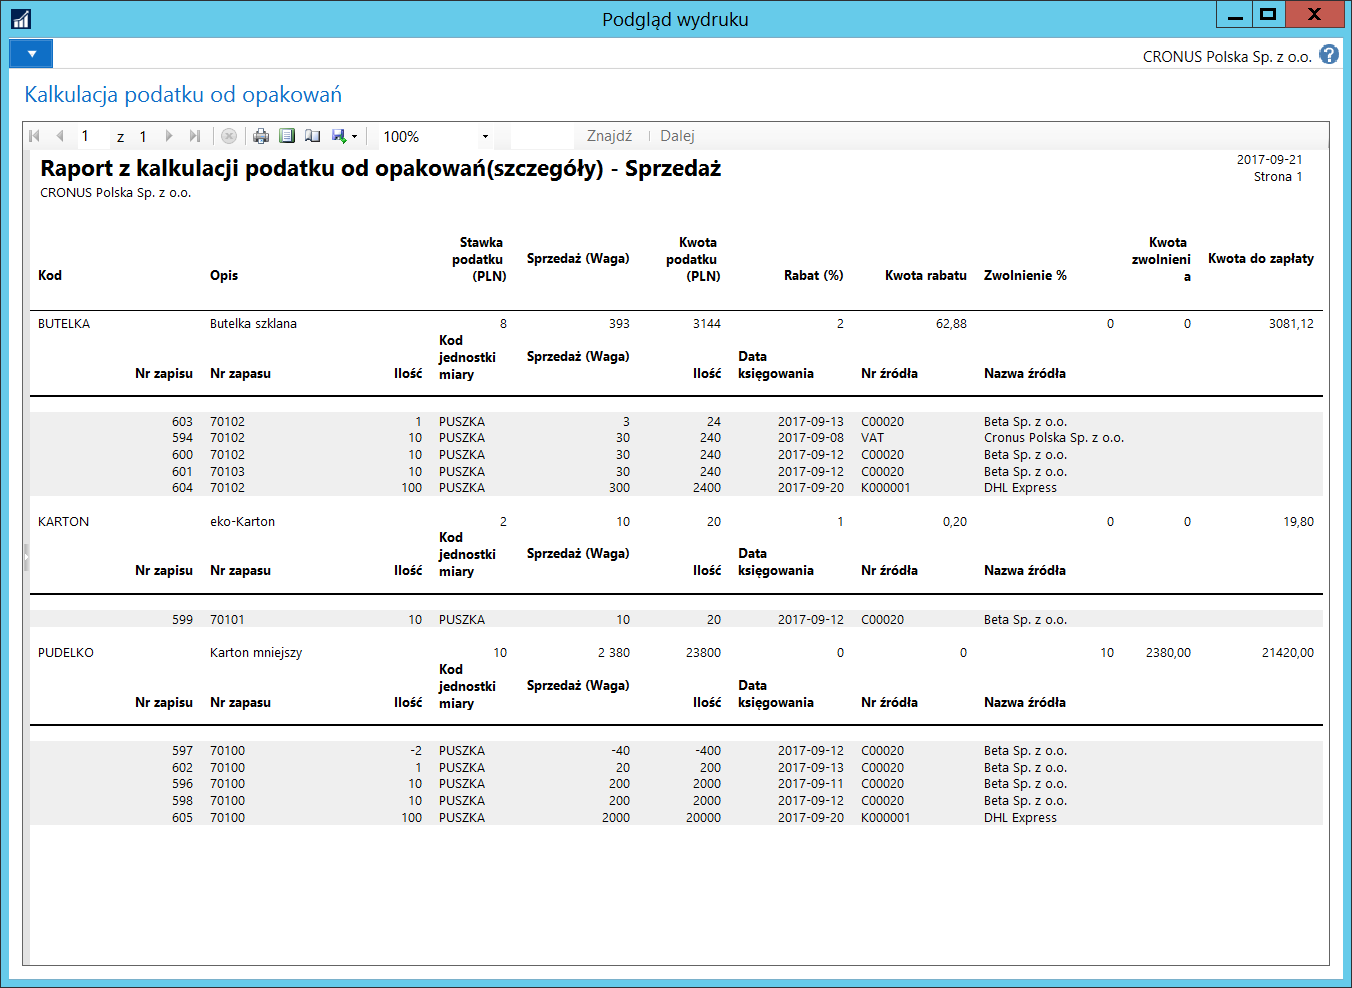 Podgląd wydruku
CRONUS Polska Sp. z o.o.
Kalkulacja podatku od opakowań
1 z 1 100% Znajdź Dalej
Raport z kalkulacji podatku od opakowań(szczegóły) - Sprzedaż
2017-09-21
CRONUS Polska Sp. z o.o.
Strona 1
Kod Opis Stawka podatku (PLN) Sprzedaż (Waga) Kwota podatku (PLN) Rabat (%) Kwota rabatu Zwolnienie % Kwota zwolnieni a Kwota do zapłaty
BUTELKA Butelka szklana 8 393 3144 2 62,88 0 0 3081,12
Nr zapisu Nr zapasu Ilość Kod jednostki miary Sprzedaż (Waga) Ilość Data księgowania Nr źródła Nazwa źródła
603 70102 1 PUSZKA 3 24 2017-09-13 C00020 Beta Sp. z o.o.
594 70102 10 PUSZKA 30 240 2017-09-08 VAT Cronus Polska Sp. z o.o.
600 70102 10 PUSZKA 30 240 2017-09-12 C00020 Beta Sp. z o.o.
601 70103 10 PUSZKA 30 240 2017-09-12 C00020 Beta Sp. z o.o.
604 70102 100 PUSZKA 300 2400 2017-09-20 K000001 DHL Express
KARTON eko-Karton 2 10 20 1 0,20 0 0 19,80
Nr zapisu Nr zapasu Ilość Kod jednostki miary Sprzedaż (Waga) Ilość Data księgowania Nr źródła Nazwa źródła
599 70101 10 PUSZKA 10 20 2017-09-12 C00020 Beta Sp. z o.o.
PUDELKO Karton mniejszy 10 2 380 23800 0 0 10 2380,00 21420,00
Nr zapisu Nr zapasu Ilość Kod jednostki miary Sprzedaż (Waga) Ilość Data księgowania Nr źródła Nazwa źródła
597 70100 -2 PUSZKA -40 -400 2017-09-12 C00020 Beta Sp. z o.o.
602 70100 1 PUSZKA 20 200 2017-09-13 C00020 Beta Sp. z o.o.
596 70100 10 PUSZKA 200 2000 2017-09-11 C00020 Beta Sp. z o.o.
598 70100 10 PUSZKA 200 2000 2017-09-12 C00020 Beta Sp. z o.o.
605 70100 100 PUSZKA 2000 20000 2017-09-20 K000001 DHL Express